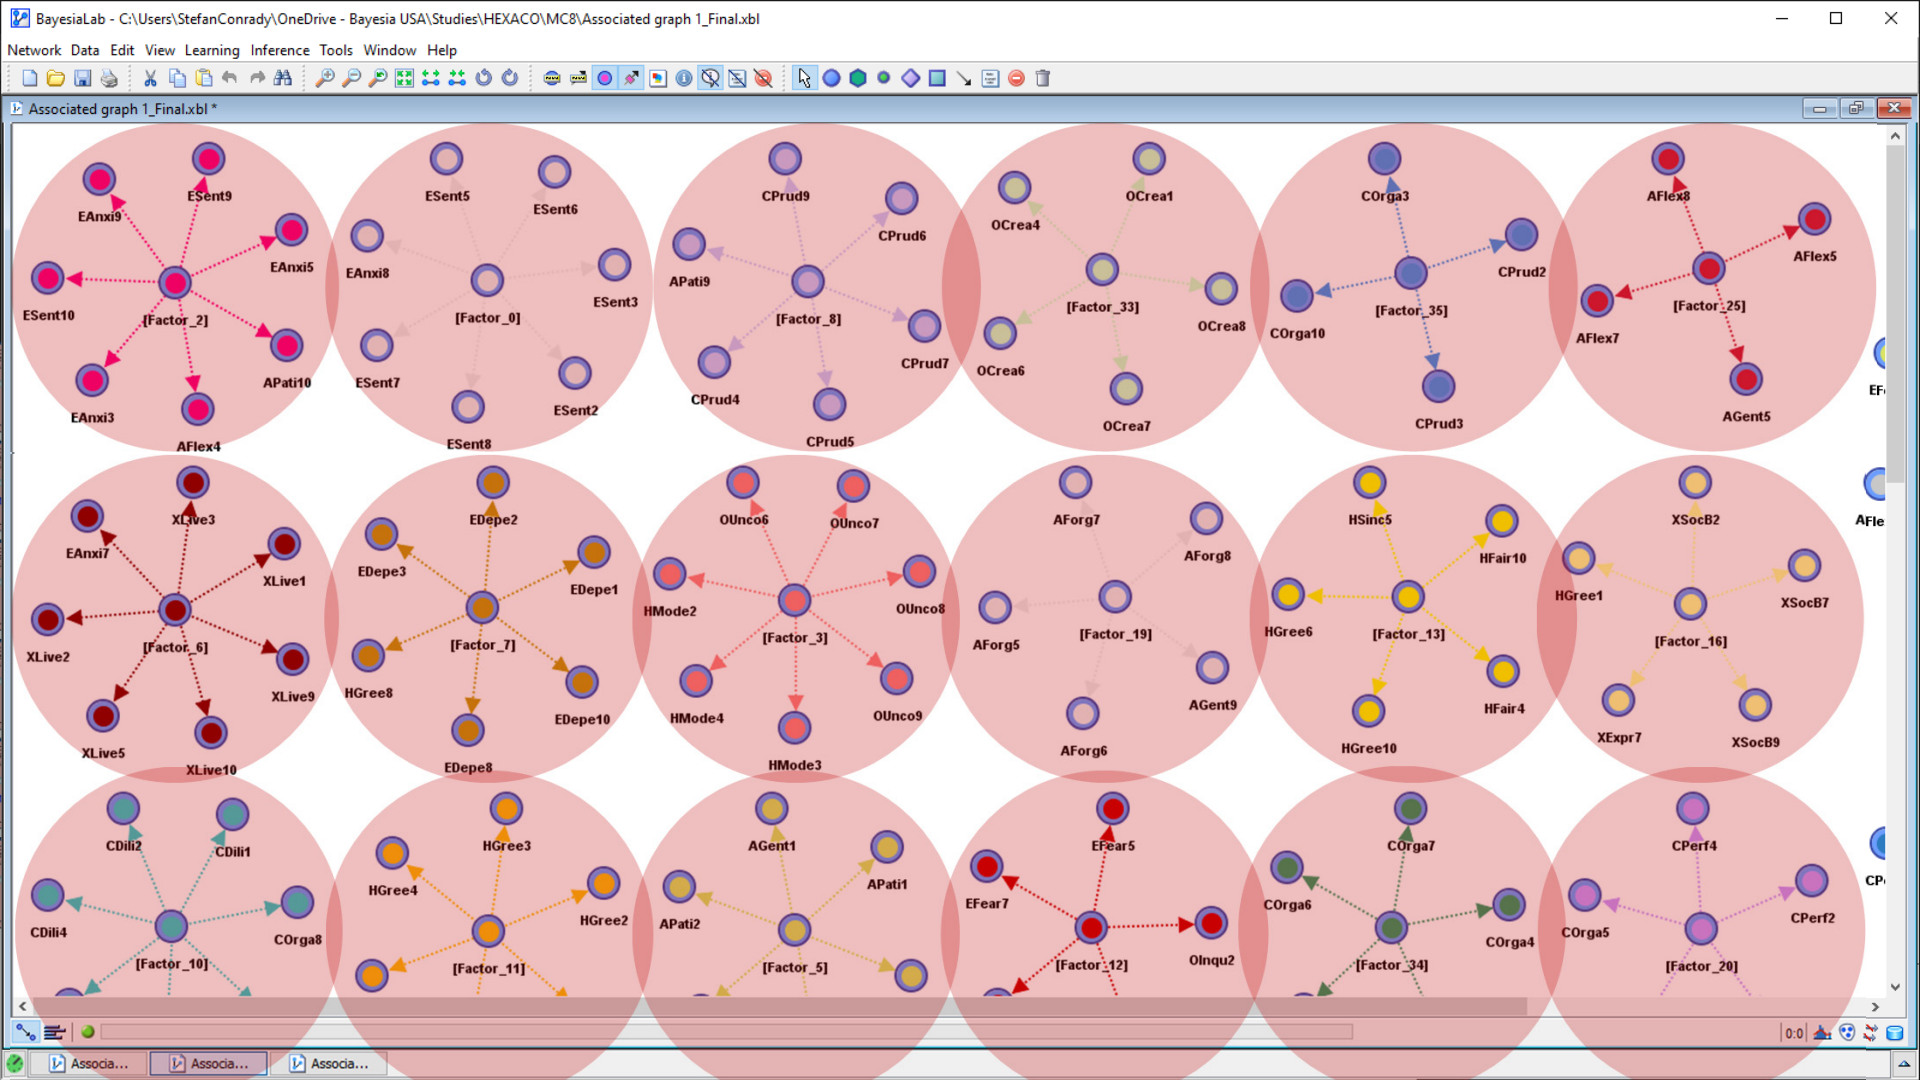 BayesiaLab - C:\Users\StefanConrady\OneDrive - Bayesia USA\Studies\HEXACO\MC8\Associated graph 1_Final.xbl
Network Data Edit View Learning Inference Tools Window Help
Associated graph 1_Final.xbl *
EAnxi9
ESent9
EAnxi5
ESent10
[Factor_2]
APati10
EAnxi3
AFlex4
ESent5
ESent6
EAnxi8
ESent3
[Factor_0]
ESent7
ESent2
ESent8
CPrud9
CPrud6
APati9
[Factor_8]
CPrud7
CPrud4
CPrud5
OCrea4
OCrea1
[Factor_33]
OCrea8
OCrea6
OCrea7
COrga3
CPrud2
[Factor_35]
COrga10
CPrud3
AFlex8
AFlex5
[Factor_25]
AFlex7
AGent5
XLive3
EAnxi7
XLive1
XLive2
[Factor_6]
XLive9
XLive5
XLive10
EDepe2
EDepe3
EDepe1
[Factor_7]
HGree8
EDepe10
EDepe8
OUnco6
OUnco7
HMode2
OUnco8
[Factor_3]
HMode4
OUnco9
HMode3
AForg7
AForg8
AForg5
[Factor_19]
AGent9
AForg6
HSinc5
HFair10
HGree6
[Factor_13]
HFair4
HGree10
XSocB2
HGree1
XSocB7
[Factor_16]
XExpr7
XSocB9
CDili2
CDili1
CDili4
COrga8
[Factor_10]
HGree3
HGree4
HGree2
[Factor_11]
AGent1
APati1
APati2
[Factor_5]
EFear5
EFear7
OInqu2
[Factor_12]
COrga7
COrga6
COrga4
[Factor_34]
CPerf4
CPerf2
COrga5
[Factor_20]
0:0
Associa...
Associa...
Associa...